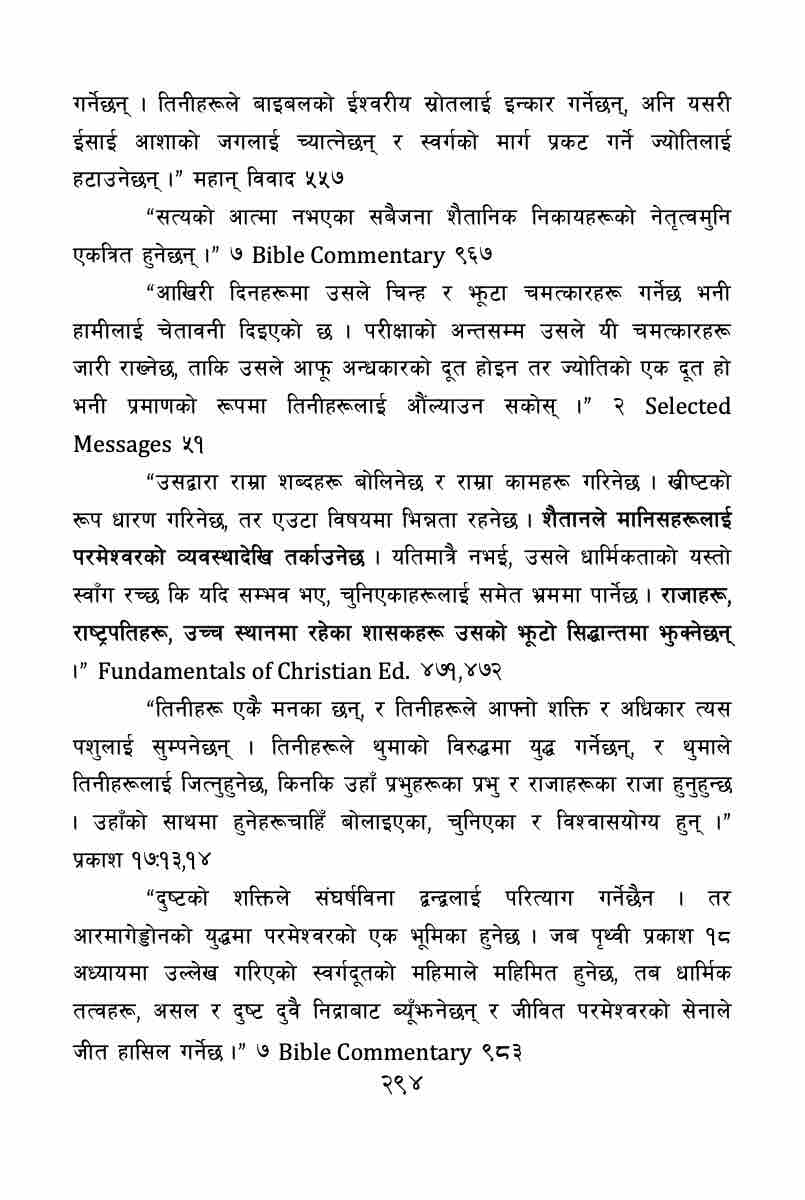 गर्नेछन् । तिनीहरूले बाइबलको ईश्वरीय स्रोतलाई इन्कार गर्नेछन्, अनि यसरी
ईसाई आशाको जगलाई च्यात्नेछन् र स्वर्गको मार्ग प्रकट गर्ने ज्योतिलाई
हटाउनेछन् ।” महान् विवाद ५५७
“सत्यको आत्मा नभएका सबैजना शैतानिक निकायहरूको नेतृत्वमुनि
एकत्रित हुनेछन् ।” ७ Bible Commentary ९६७
“आखिरी दिनहरूमा उसले चिन्ह र झूटा चमत्कारहरू गर्नेछ भनी
हामीलाई चेतावनी दिइएको छ । परीक्षाको अन्तसम्म उसले यी चमत्कारहरू
जारी राख्नेछ, ताकि उसले आफू अन्धकारको दूत होइन तर ज्योतिको एक दूत हो
भनी प्रमाणको रूपमा तिनीहरूलाई औंल्याउन सकोस् ।” २ Selected
Messages ५१
“उसद्वारा राम्रा शब्दहरू बोलिनेछ र राम्रा कामहरू गरिनेछ । ख्रीष्टको
रूप धारण गरिनेछ, तर एउटा विषयमा भिन्नता रहनेछ । शैतानले मानिसहरूलाई
परमेश्वरको व्यवस्थादेखि तर्काउनेछ । यतिमात्रै नभई, उसले धार्मिकताको यस्तो
स्वाँग रच्छ कि यदि सम्भव भए, चुनिएकाहरूलाई समेत भ्रममा पार्नेछ । राजाहरू,
राष्ट्रपतिहरू, उच्च स्थानमा रहेका शासकहरू उसको झूटो सिद्धान्तमा झुक्नेछन्
।” Fundamentals of Christian Ed. ४७१,४७२
“तिनीहरू एकै मनका छन्, र तिनीहरूले आफ्नो शक्ति र अधिकार त्यस
पशुलाई सुम्पनेछन् । तिनीहरूले थुमाको विरुद्धमा युद्ध गर्नेछन्, र थुमाले
तिनीहरूलाई जित्नुहुनेछ, किनकि उहाँ प्रभुहरूका प्रभु र राजाहरूका राजा हुनुहुन्छ
। उहाँको साथमा हुनेहरूचाहिँ बोलाइएका, चुनिएका र विश्वासयोग्य हुन् ।”
प्रकाश १७:१३,१४
“दुष्टको शक्तिले संघर्षविना द्वन्द्वलाई परित्याग गर्नेछैन । तर
आरमागेड्डोनको युद्धमा परमेश्वरको एक भूमिका हुनेछ । जब पृथ्वी प्रकाश १८
अध्यायमा उल्लेख गरिएको स्वर्गदूतको महिमाले महिमित हुनेछ, तब धार्मिक
तत्वहरू, असल र दुष्ट दुवै निद्राबाट ब्यूँझनेछन् र जीवित परमेश्वरको सेनाले
जीत हासिल गर्नेछ ।” ७ Bible Commentary ९८३
२९४